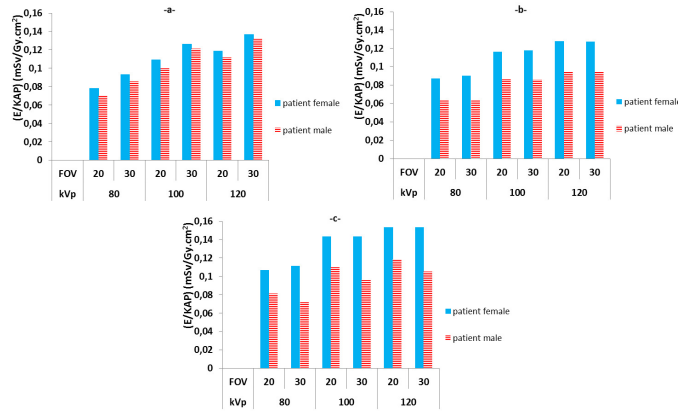 -a-
(E/KAP) (mSv/Gy.cm²)
0,16
0,14
0,12
0,1
0,08
0,06
0,04
0,02
0
patient female
patient male
FOV 20 30 20 30 20 30
kVp 80 100 120
-b-
(E/KAP) (mSv/Gy.cm²)
0,16
0,14
0,12
0,1
0,08
0,06
0,04
0,02
0
patient female
patient male
FOV 20 30 20 30 20 30
kVp 80 100 120
-c-
(E/KAP) (mSv/Gy.cm²)
0,16
0,14
0,12
0,1
0,08
0,06
0,04
0,02
0
patient female
patient male
FOV 20 30 20 30 20 30
kVp 80 100 120